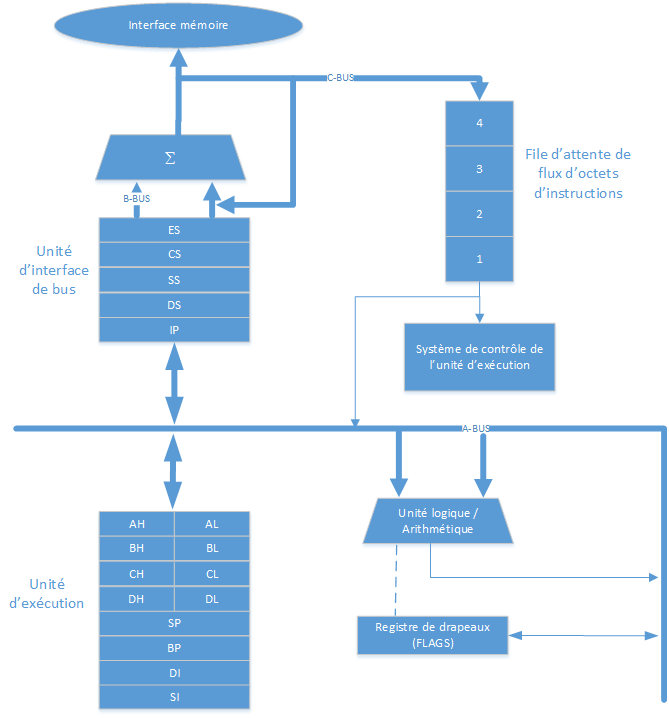 Interface mémoire
C-BUS
4
3
2
1
File d’attente de
flux d’octets
d’instructions
Σ
B-BUS
Unité
d’interface
de bus
ES
CS
SS
DS
IP
Système de contrôle de
l’unité d’exécution
A-BUS
Unité
d’exécution
AH AL
BH BL
CH CL
DH DL
SP
BP
DI
SI
Unité logique /
Arithmétique
Registre de drapeaux
(FLAGS)